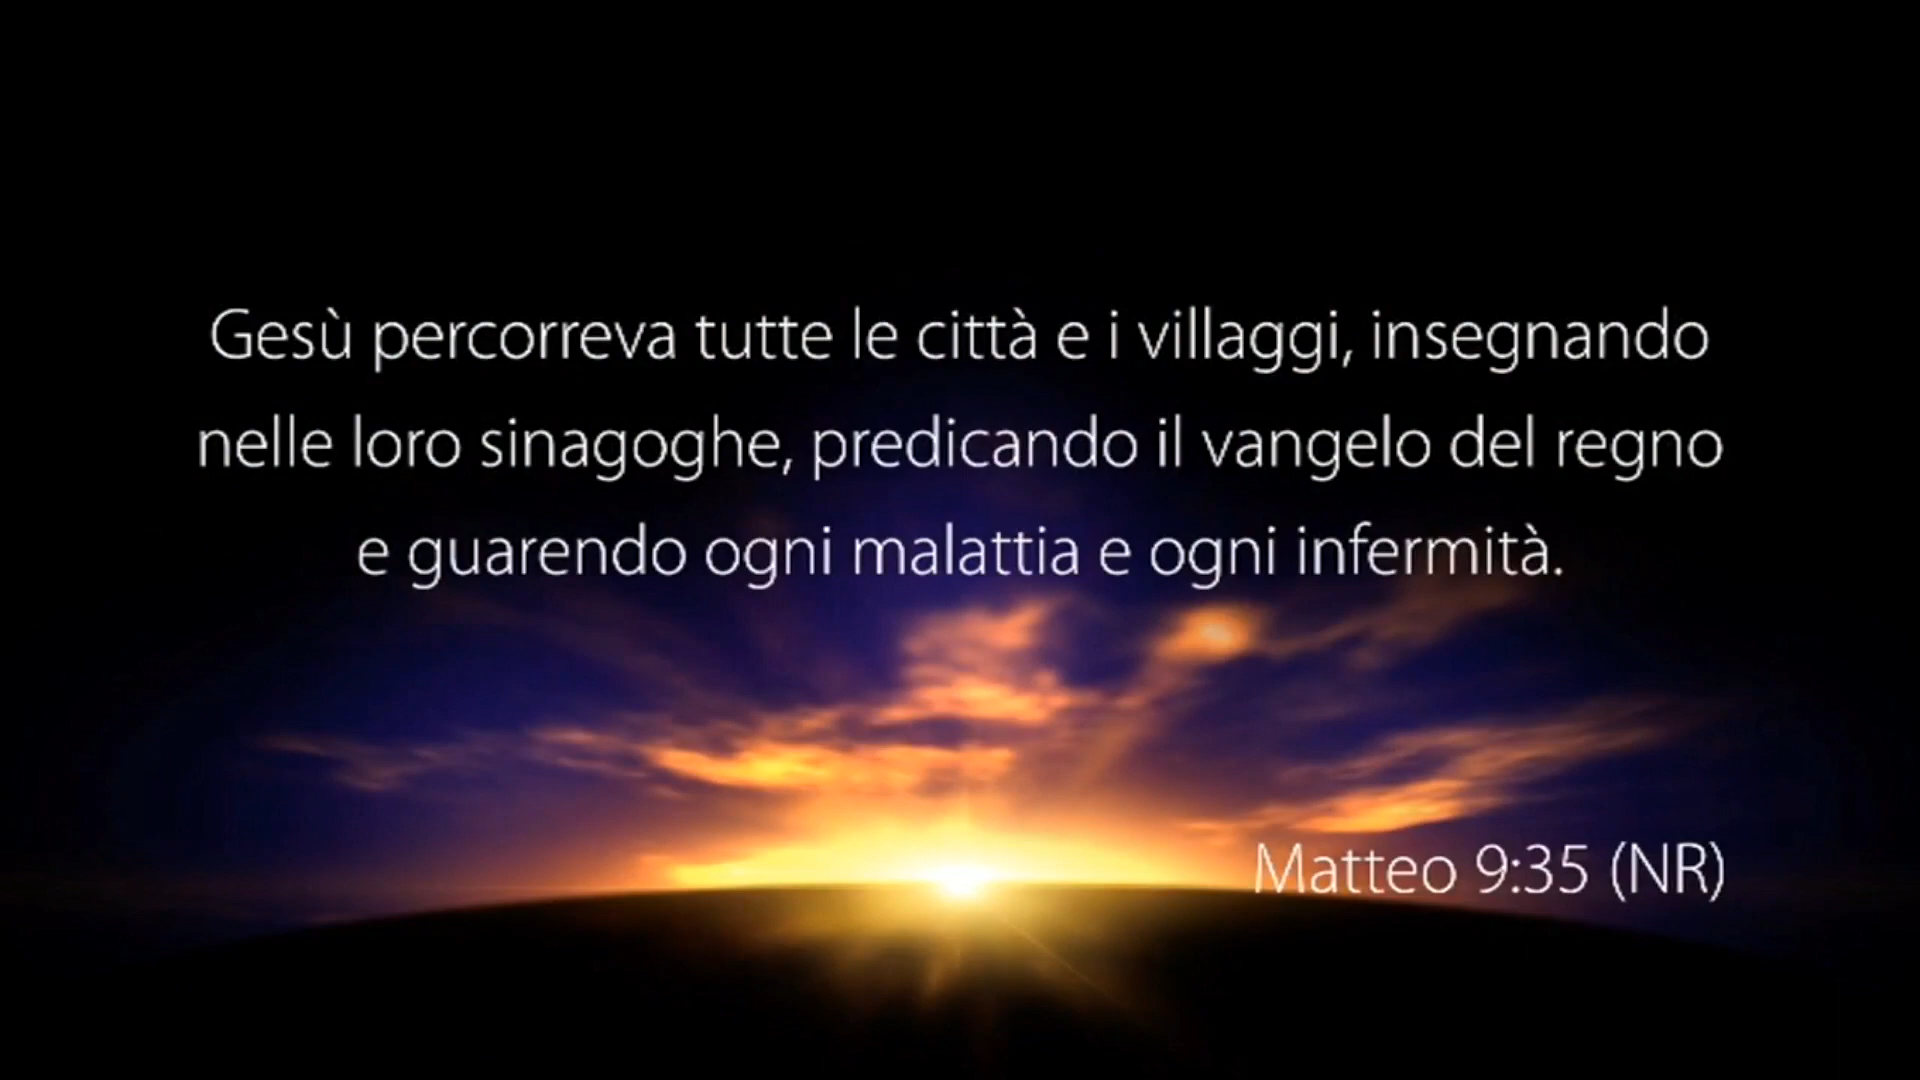 Gesù percorreva tutte le città e i villaggi, insegnando
nelle loro sinagoghe, predicando il vangelo del regno
e guarendo ogni malattia e ogni infermità.
Matteo 9:35 (NR)